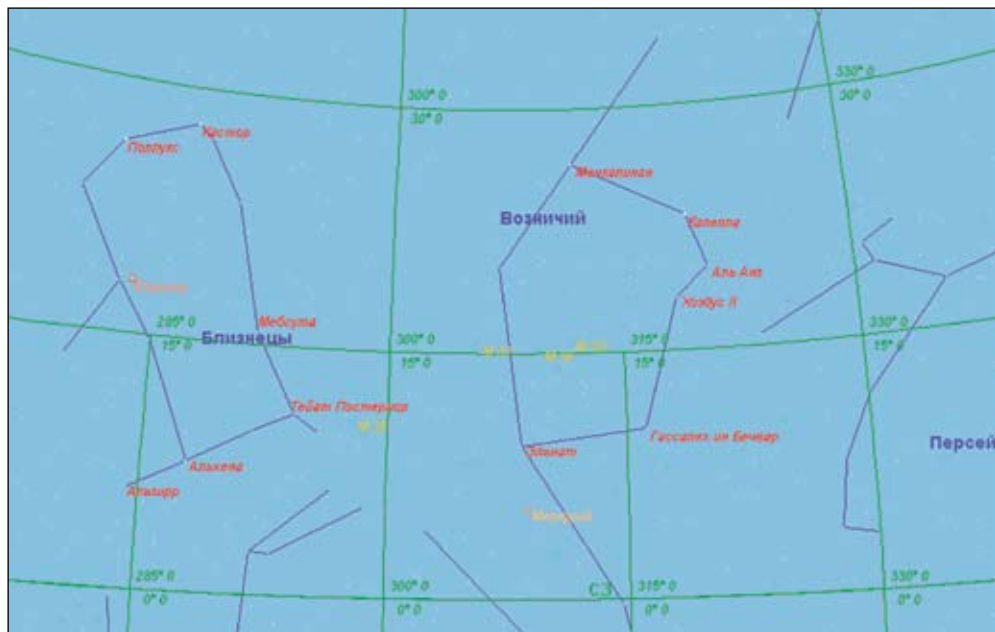 300° 0
30° 0
330° 0
30° 0
Поллукс
Кастор
Менкалинан
Возничий
Капелла
Аль Анз
Хоэдус II
285° 0
15° 0
Мебсута
Близнецы
300° 0
15° 0
315° 0
15° 0
330° 0
15° 0
Тейат Постериор
Эльнат
Гассалех ин Бечвар
Персей
Альхена
Альзирр
Меркурий
285° 0
0° 0
300° 0
0° 0
СЗ
315° 0
0° 0
330° 0
0° 0